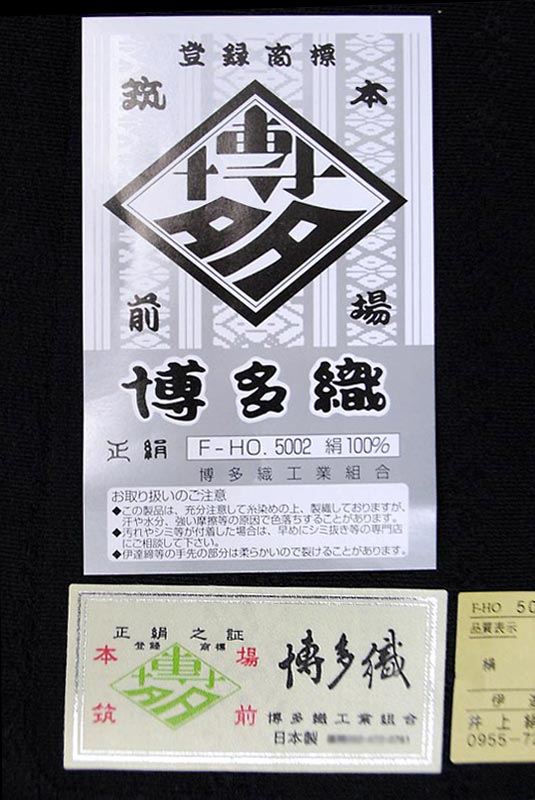 登録商標
筑 本
博多
前 場
博多織
正絹 F-HO. 5002 絹100%
博多織工業組合
お取り扱いのご注意
◆この製品は、充分注意して糸染めの上、製織しておりますが、
汗や水分、強い摩擦等の原因で色落ちすることがあります。
◆汚れやシミ等が付着した場合は、早めにシミ抜き等の専門店
にご相談して下さい。
◆伊達締等の手先の部分は柔らかいので裂けることがあります。
正絹之証
登録 商標
本 場
博多
筑 前
博多織
博多織工業組合
日本製
F-HO 50
品質表示
絹
伊
井上絹
0955-7